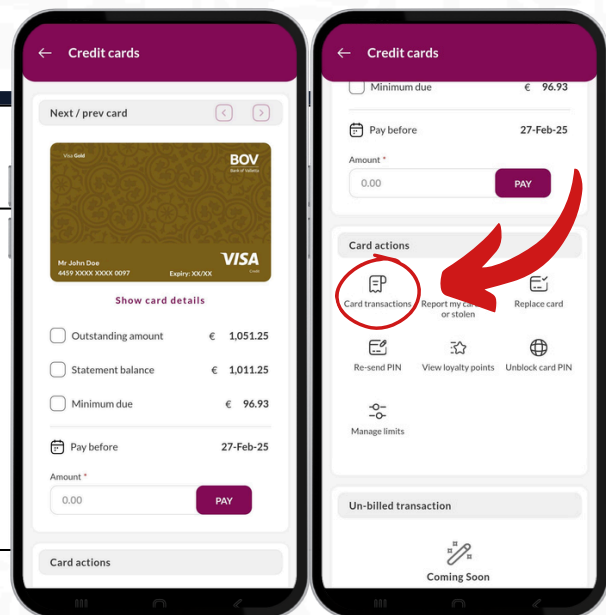 Credit cards
Next / prev card
Visa Gold
BOV
Bank of Valletta
Mr John Doe
4459 XXXX XXXX 0097
Expiry: XX/XX
VISA
Credit
Show card details
Outstanding amount € 1,051.25
Statement balance € 1,011.25
Minimum due € 96.93
Pay before 27-Feb-25
Amount *
0.00
PAY
Card actions
Credit cards
Minimum due € 96.93
Pay before 27-Feb-25
Amount *
0.00
PAY
Card actions
Card transactions
Report my ca
or stolen
Replace card
Re-send PIN
View loyalty points
Unblock card PIN
Manage limits
Un-billed transaction
Coming Soon